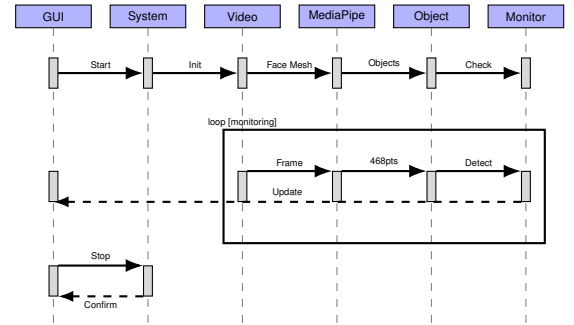 GUI System Video MediaPipe Object Monitor
Start Init Face Mesh Objects Check
loop [monitoring]
Frame 468pts Detect
Update
Stop
Confirm